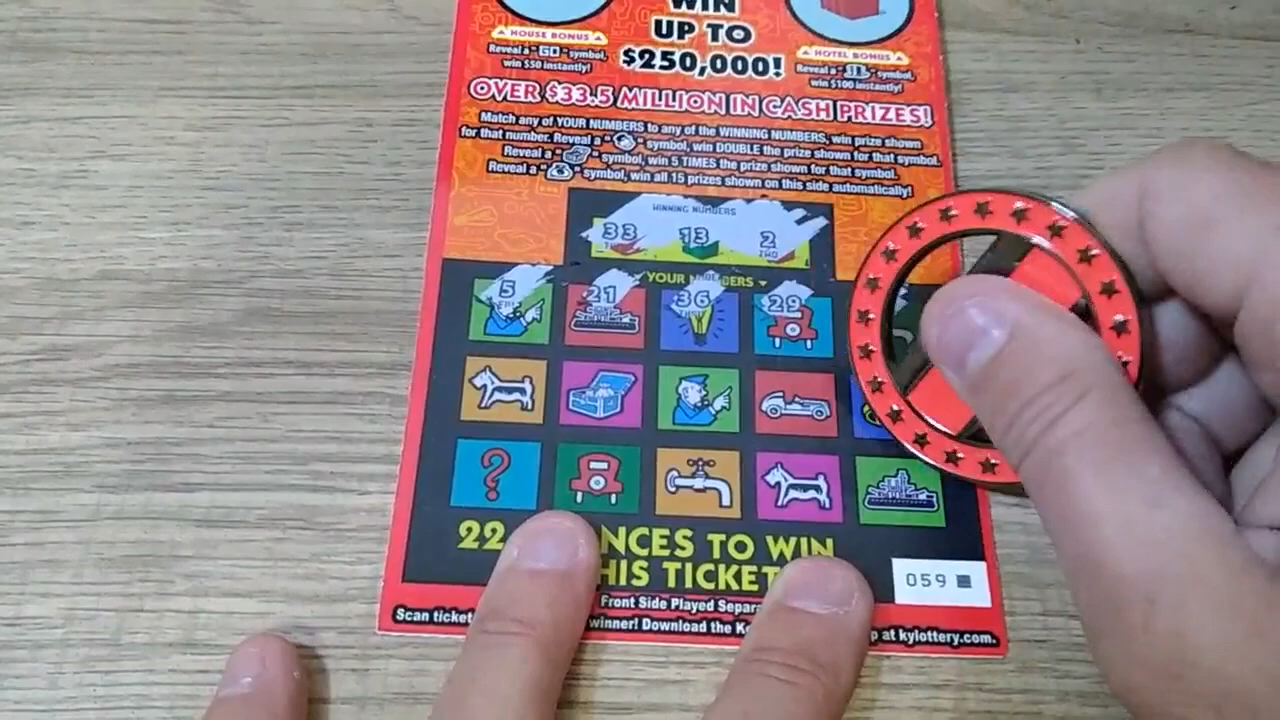 WIN
UP TO
$250,000!
HOUSE BONUS
Reveal a "GO" symbol,
win $50 instantly!
HOTEL BONUS
Reveal a " " symbol,
win $100 instantly!
OVER $33.5 MILLION IN CASH PRIZES!
Match any of YOUR NUMBERS to any of the WINNING NUMBERS, win prize shown
for that number. Reveal a " " symbol, win DOUBLE the prize shown for that symbol.
Reveal a " " symbol, win 5 TIMES the prize shown for that symbol.
Reveal a " " symbol, win all 15 prizes shown on this side automatically!
WINNING NUMBERS
33 13 2
TWO
YOUR
5 21 36 29
?
22 NCES TO WIN
HIS TICKET
059
Front Side Played
Scan ticket winner! Download the p at kylottery.com.